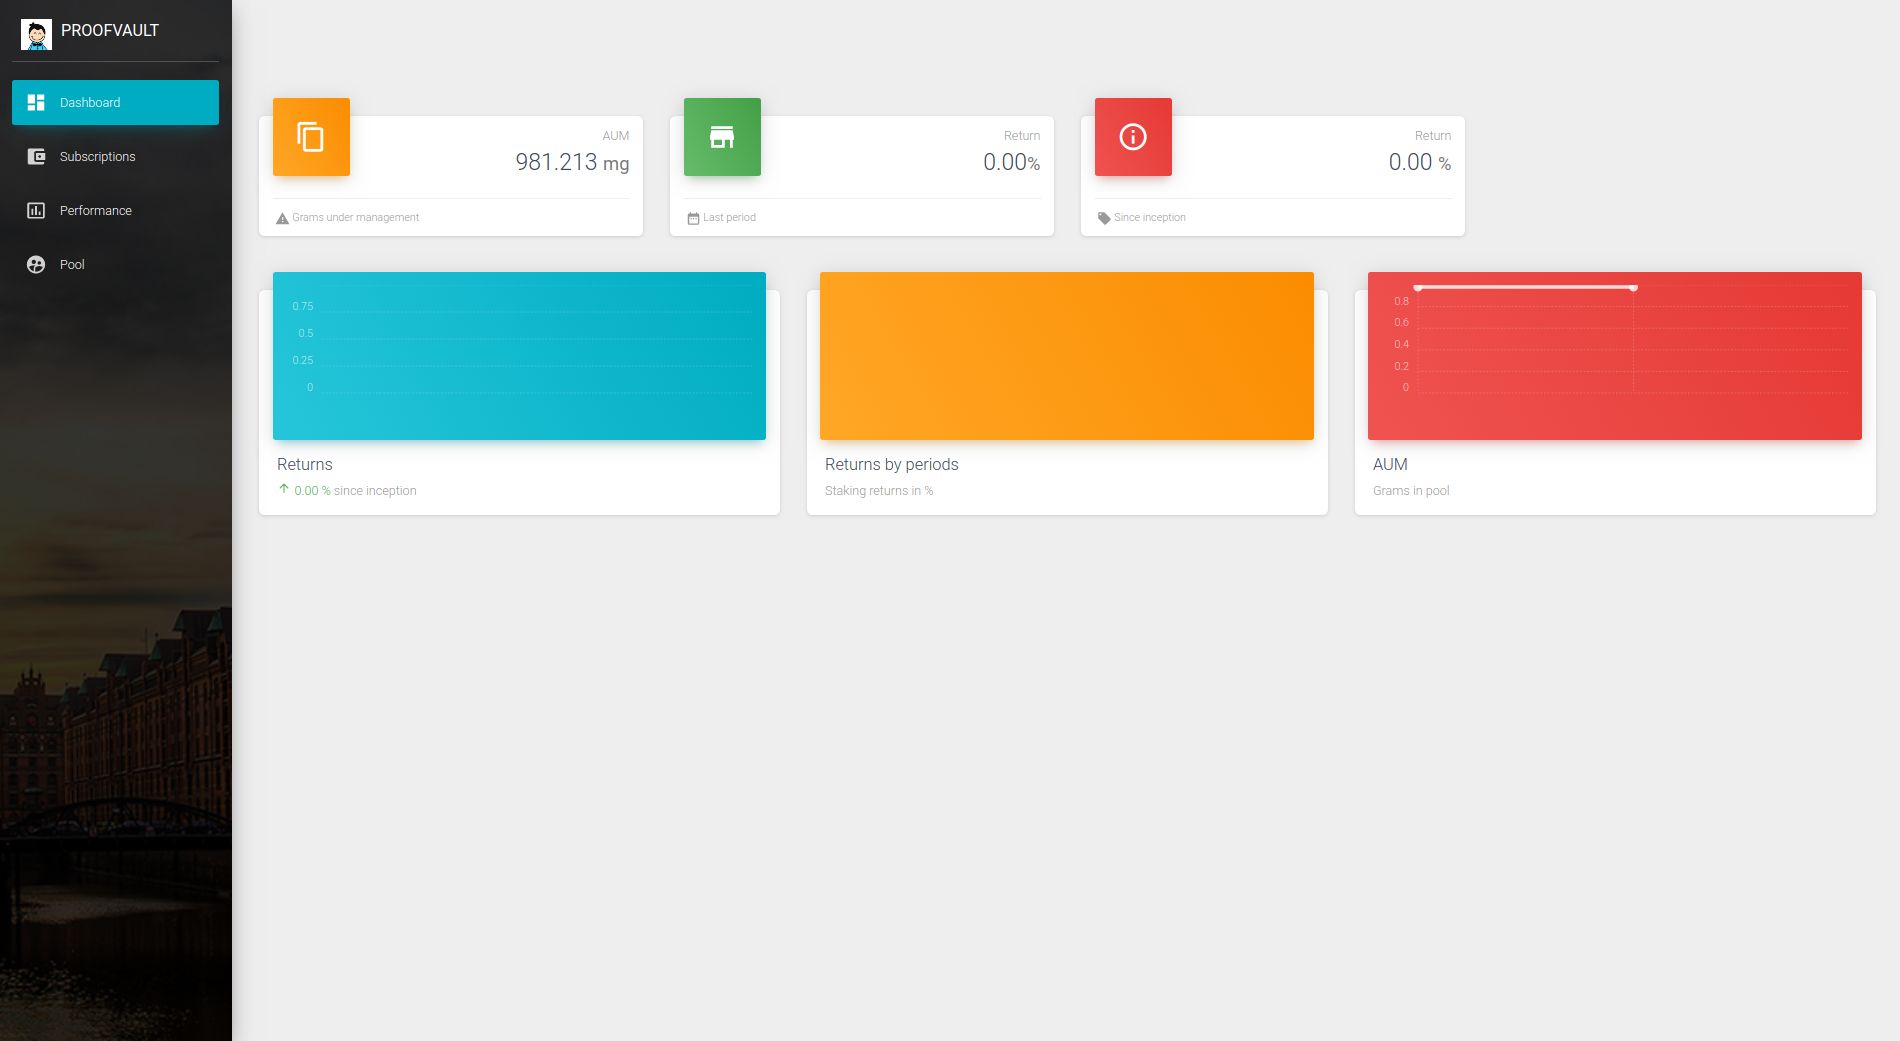 PROOFVAULT
Dashboard
Subscriptions
Performance
Pool
AUM
981.213 mg
Grams under management
Return
0.00%
Last period
Return
0.00 %
Since inception
0.75
0.5
0.25
0
Returns
0.00 % since inception
Returns by periods
Staking returns in %
0.8
0.6
0.4
0.2
0
AUM
Grams in pool